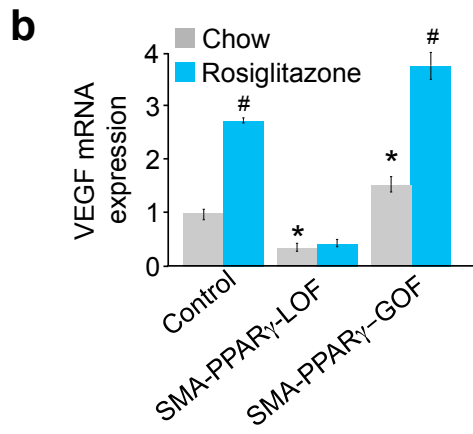 b
Chow
Rosiglitazone
VEGF mRNA
expression
4
3
2
1
0
#
*
*
#
Control
SMA-PPARγ-LOF
SMA-PPARγ–GOF